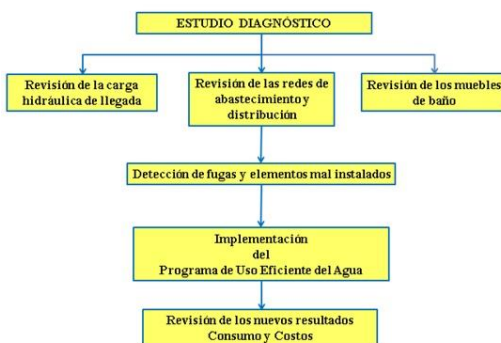 ESTUDIO DIAGNÓSTICO
Revisión de la carga
hidráulica de llegada
Revisión de las redes de
abastecimiento y
distribución
Revisión de los muebles
de baño
Detección de fugas y elementos mal instalados
Implementación
del
Programa de Uso Eficiente del Agua
Revisión de los nuevos resultados
Consumo y Costos